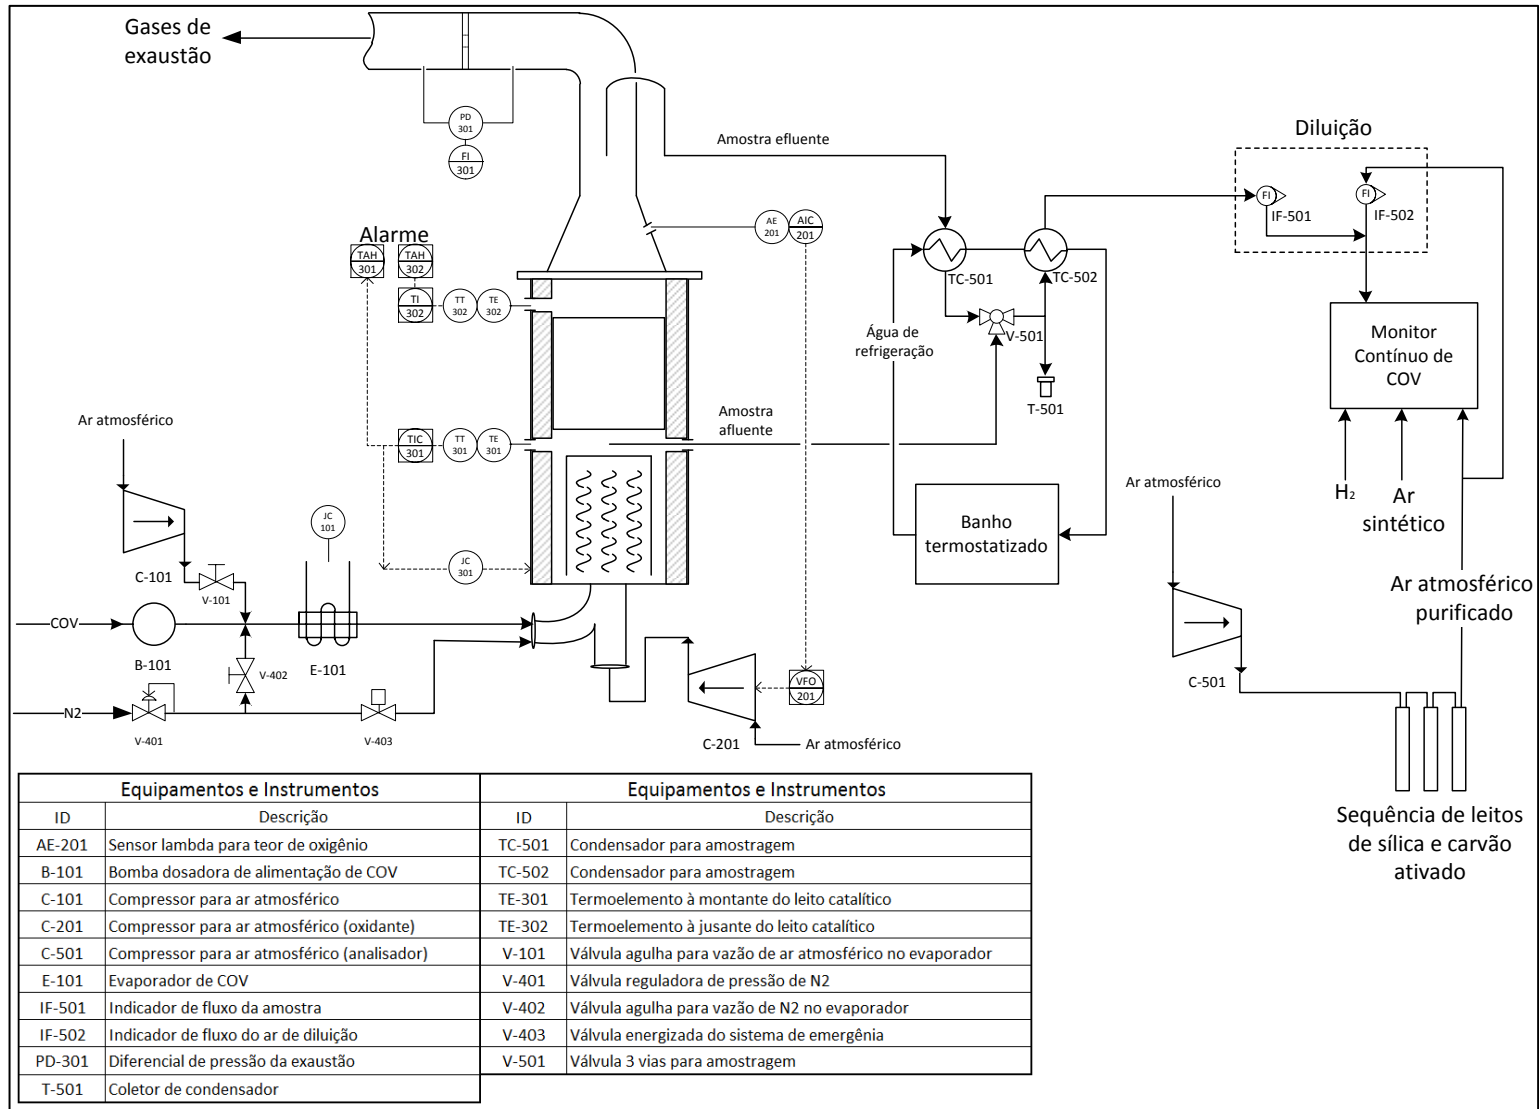 Gases de
exaustão
PD
301
FI
301
Amostra efluente
Diluição
FI
IF-501
FI
IF-502
AE
201
AIC
201
Alarme
TAH
301
TAH
302
TI
302
TT
302
TE
302
TC-501
TC-502
Água de
refrigeração
V-501
T-501
Monitor
Contínuo de
COV
Ar atmosférico
TIC
301
TT
301
TE
301
Amostra
afluente
H2
Ar
sintético
Ar atmosférico
Banho
termostatizado
JC
101
JC
301
C-101
V-101
Ar atmosférico
purificado
COV
B-101
E-101
V-402
N2
V-401
V-403
VFO
201
C-201
Ar atmosférico
C-501
Sequência de leitos
de sílica e carvão
ativado
Equipamentos e Instrumentos
ID Descrição
AE-201 Sensor lambda para teor de oxigênio
B-101 Bomba dosadora de alimentação de COV
C-101 Compressor para ar atmosférico
C-201 Compressor para ar atmosférico (oxidante)
C-501 Compressor para ar atmosférico (analisador)
E-101 Evaporador de COV
IF-501 Indicador de fluxo da amostra
IF-502 Indicador de fluxo do ar de diluição
PD-301 Diferencial de pressão da exaustão
T-501 Coletor de condensador
Equipamentos e Instrumentos
ID Descrição
TC-501 Condensador para amostragem
TC-502 Condensador para amostragem
TE-301 Termoelemento à montante do leito catalítico
TE-302 Termoelemento à jusante do leito catalítico
V-101 Válvula agulha para vazão de ar atmosférico no evaporador
V-401 Válvula reguladora de pressão de N2
V-402 Válvula agulha para vazão de N2 no evaporador
V-403 Válvula energizada do sistema de emergênia
V-501 Válvula 3 vias para amostragem